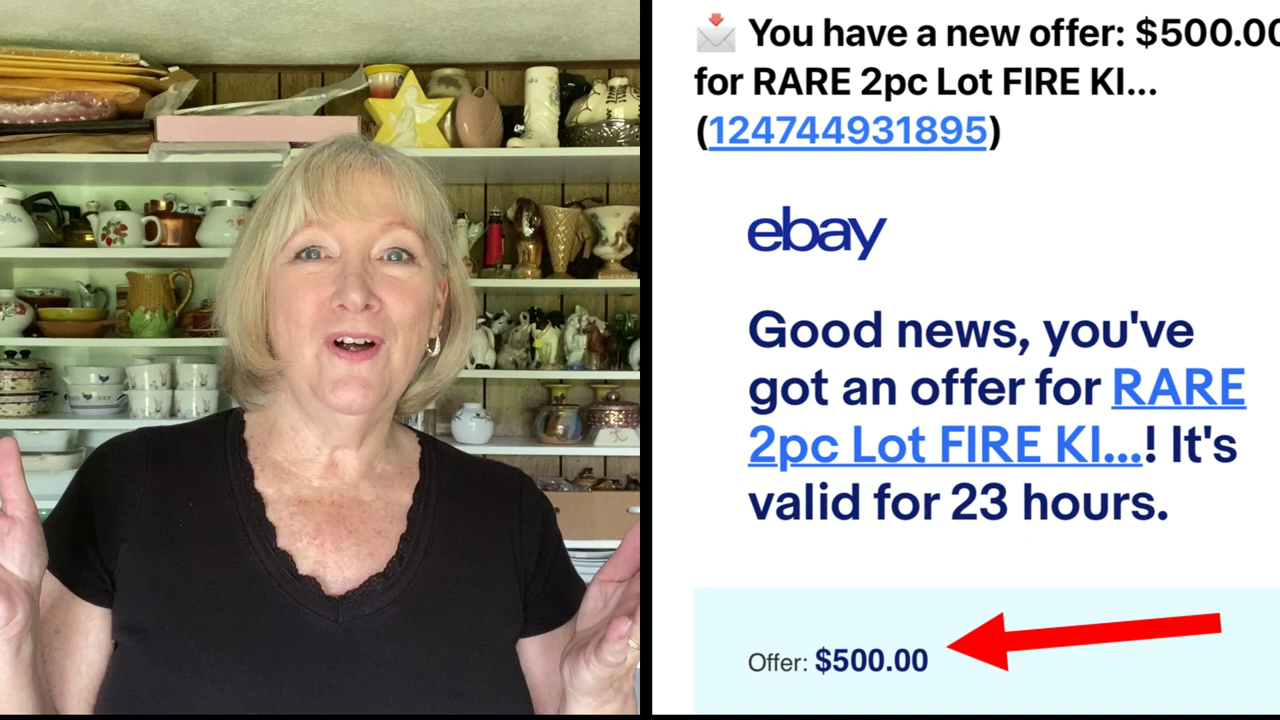 You have a new offer: $500.00
for RARE 2pc Lot FIRE KI...
(124744931895)
ebay
Good news, you've
got an offer for RARE
2pc Lot FIRE KI...! It's
valid for 23 hours.
Offer: $500.00